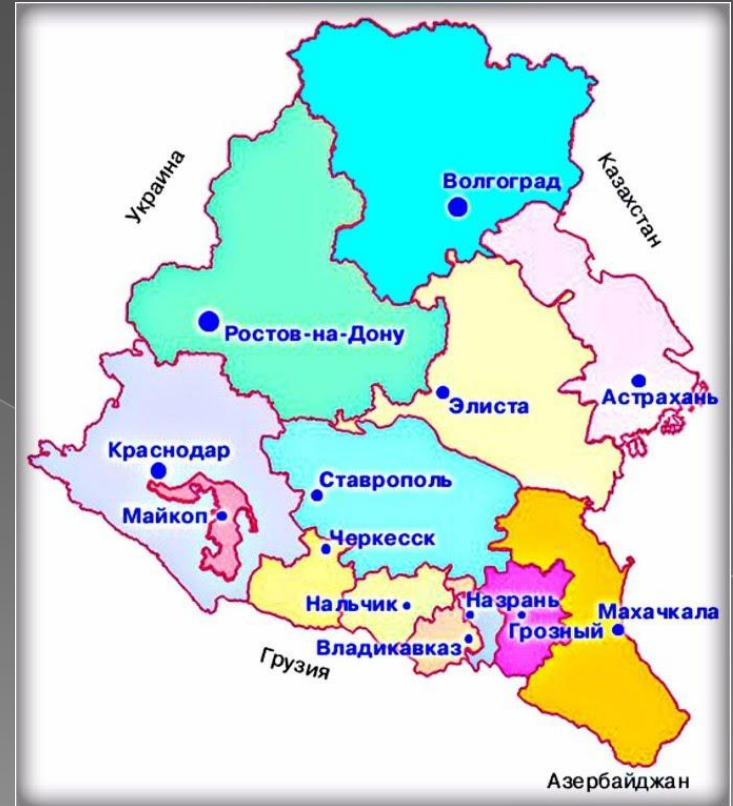 Украина
Казахстан
Волгоград
Ростов-на-Дону
Элиста
Астрахань
Краснодар
Ставрополь
Майкоп
Черкесск
Нальчик
Назрань
Грозный
Махачкала
Владикавказ
Грузия
Азербайджан